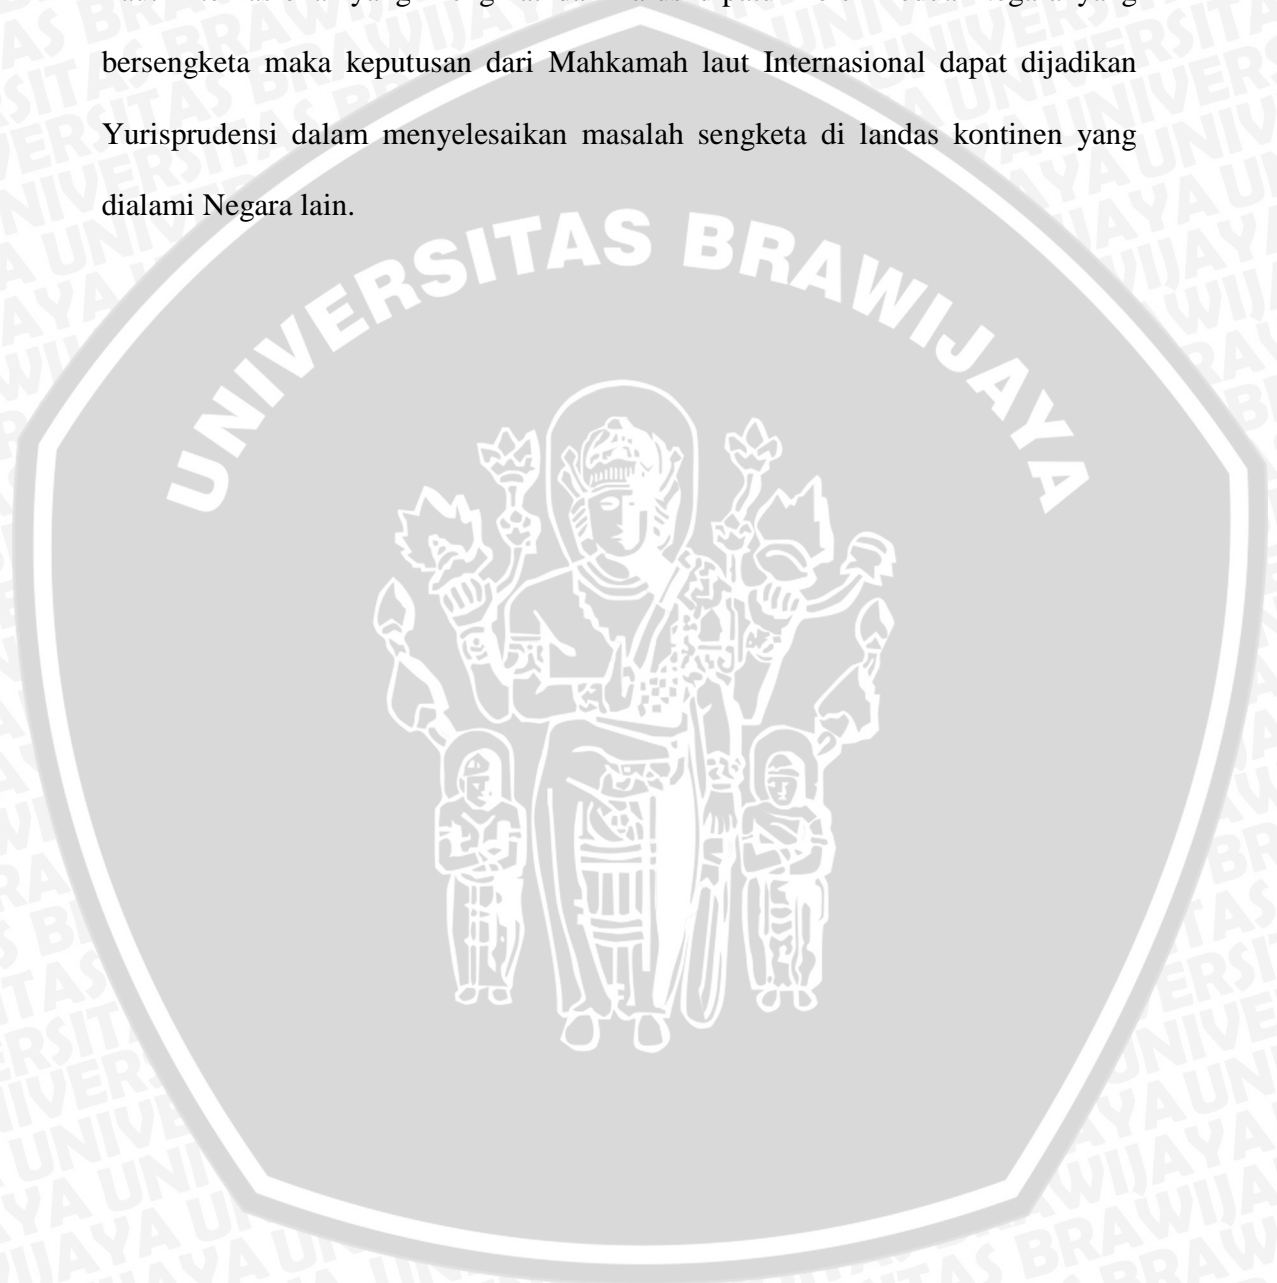 bersengketa maka keputusan dari Mahkamah laut Internasional dapat dijadikan
Yurisprudensi dalam menyelesaikan masalah sengketa di landas kontinen yang
dialami Negara lain.
UNIVERSITAS BRAWIJAYA